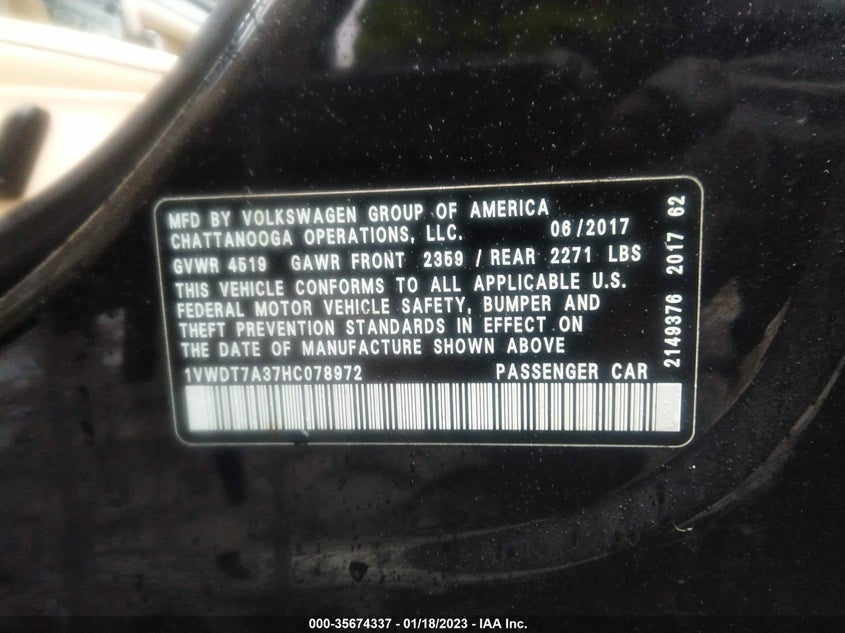 MFD BY VOLKSWAGEN GROUP OF AMERICA
CHATTANOOGA OPERATIONS, LLC. 06/2017
GVWR 4519 GAWR FRONT 2359 / REAR 2271 LBS
THIS VEHICLE CONFORMS TO ALL APPLICABLE U.S.
FEDERAL MOTOR VEHICLE SAFETY, BUMPER AND
THEFT PREVENTION STANDARDS IN EFFECT ON
THE DATE OF MANUFACTURE SHOWN ABOVE
1VWDT7A37HC078972 PASSENGER CAR
2149376 2017 62
000-35674337 - 01/18/2023 - IAA Inc.